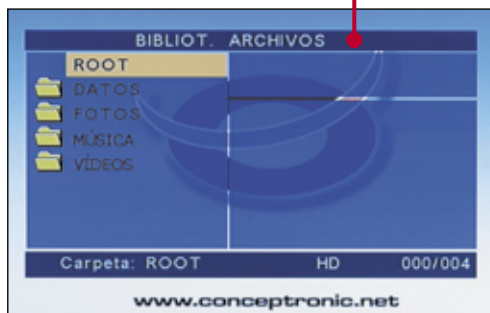 BIBLIOT. ARCHIVOS
ROOT
DATOS
FOTOS
MÚSICA
VÍDEOS
Carpeta: ROOT HD 000/004
www.conceptronic.net